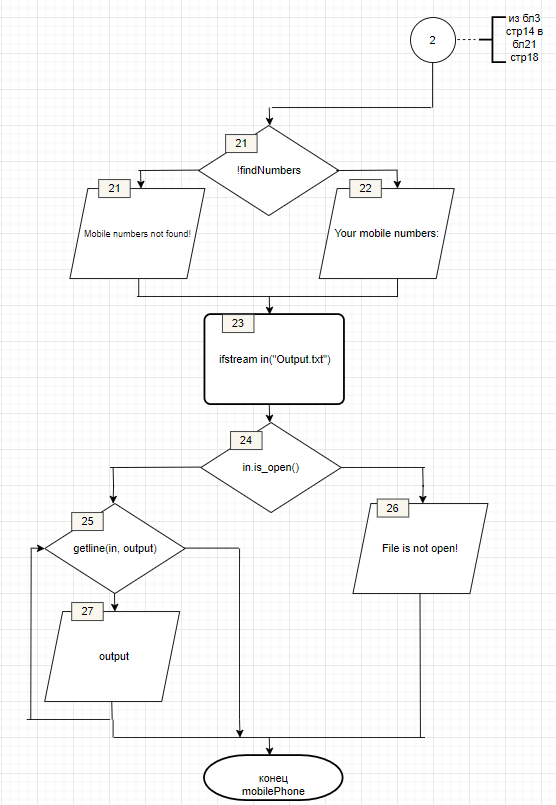 2
из бл3
стр14 в
бл21
стр18
21
!findNumbers
21
Mobile numbers not found!
22
Your mobile numbers:
23
ifstream in("Output.txt")
24
in.is_open()
25
getline(in, output)
26
File is not open!
27
output
конец
mobilePhone